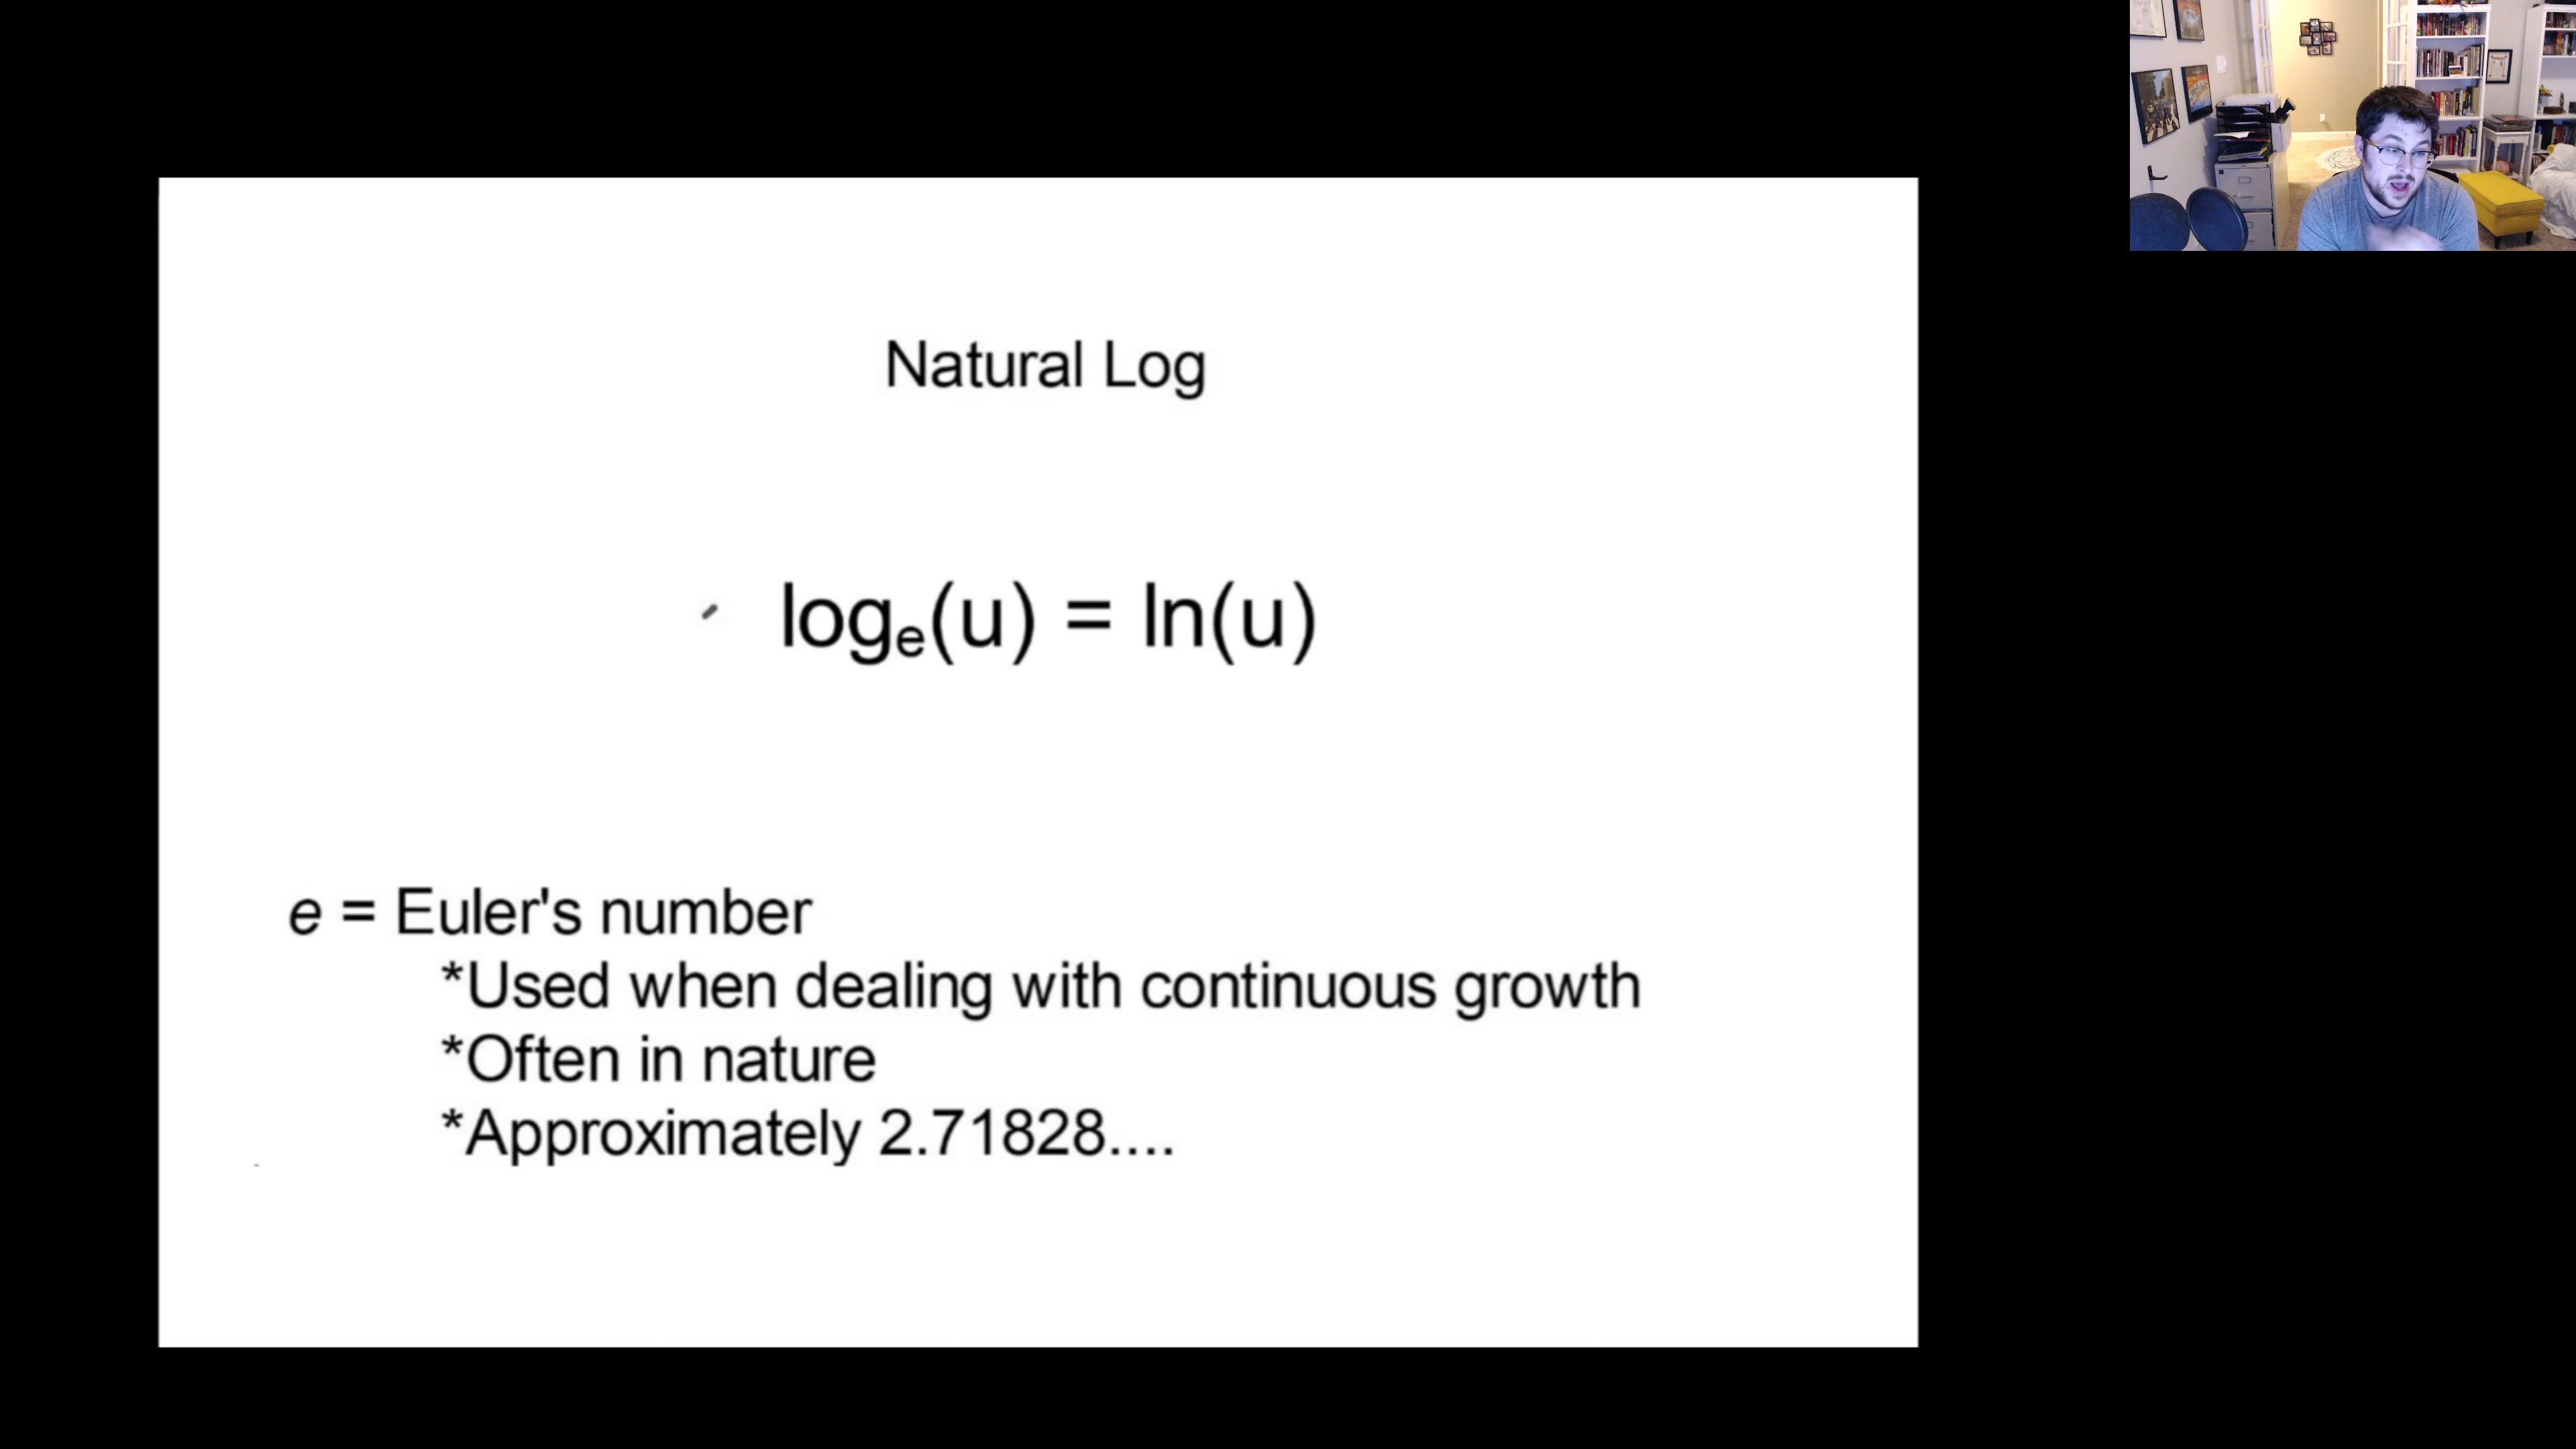 Natural Log
logₑ(u) = ln(u)
e = Euler's number
*Used when dealing with continuous growth
*Often in nature
*Approximately 2.71828....